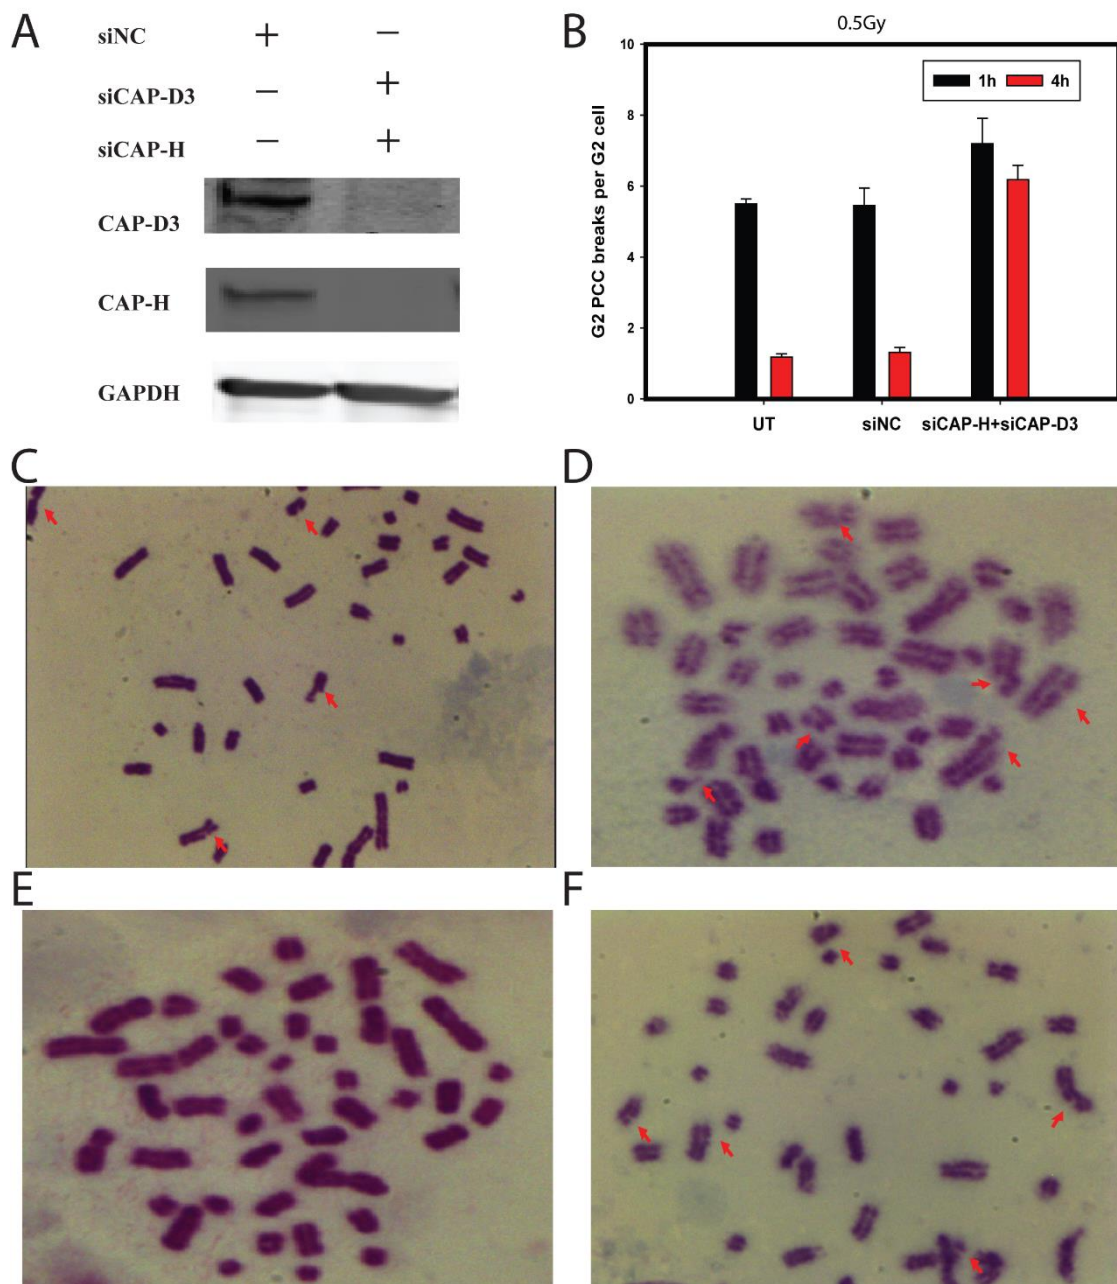 A
siNC + −
siCAP-D3 − +
siCAP-H − +
CAP-D3
CAP-H
GAPDH
B
0.5Gy
G2 PCC breaks per G2 cell
10
8
6
4
2
0
1h 4h
UT siNC siCAP-H+siCAP-D3
C
D
E
F